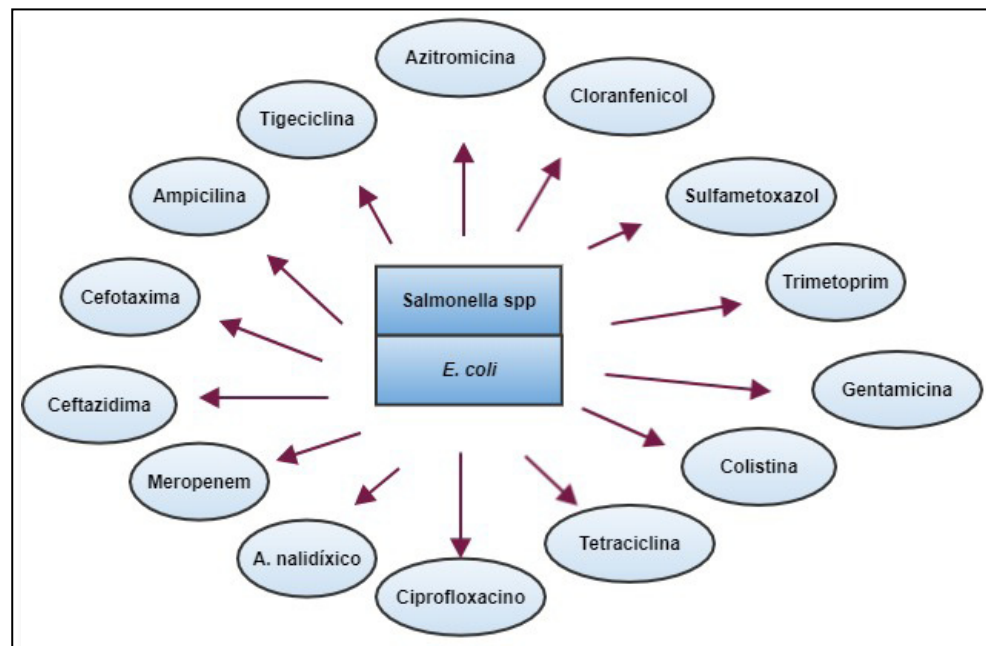 Azitromicina
Cloranfenicol
Tigeciclina
Ampicilina
Sulfametoxazol
Cefotaxima
Salmonella spp
Trimetoprim
E. coli
Ceftazidima
Gentamicina
Meropenem
Colistina
A. nalidíxico
Tetraciclina
Ciprofloxacino